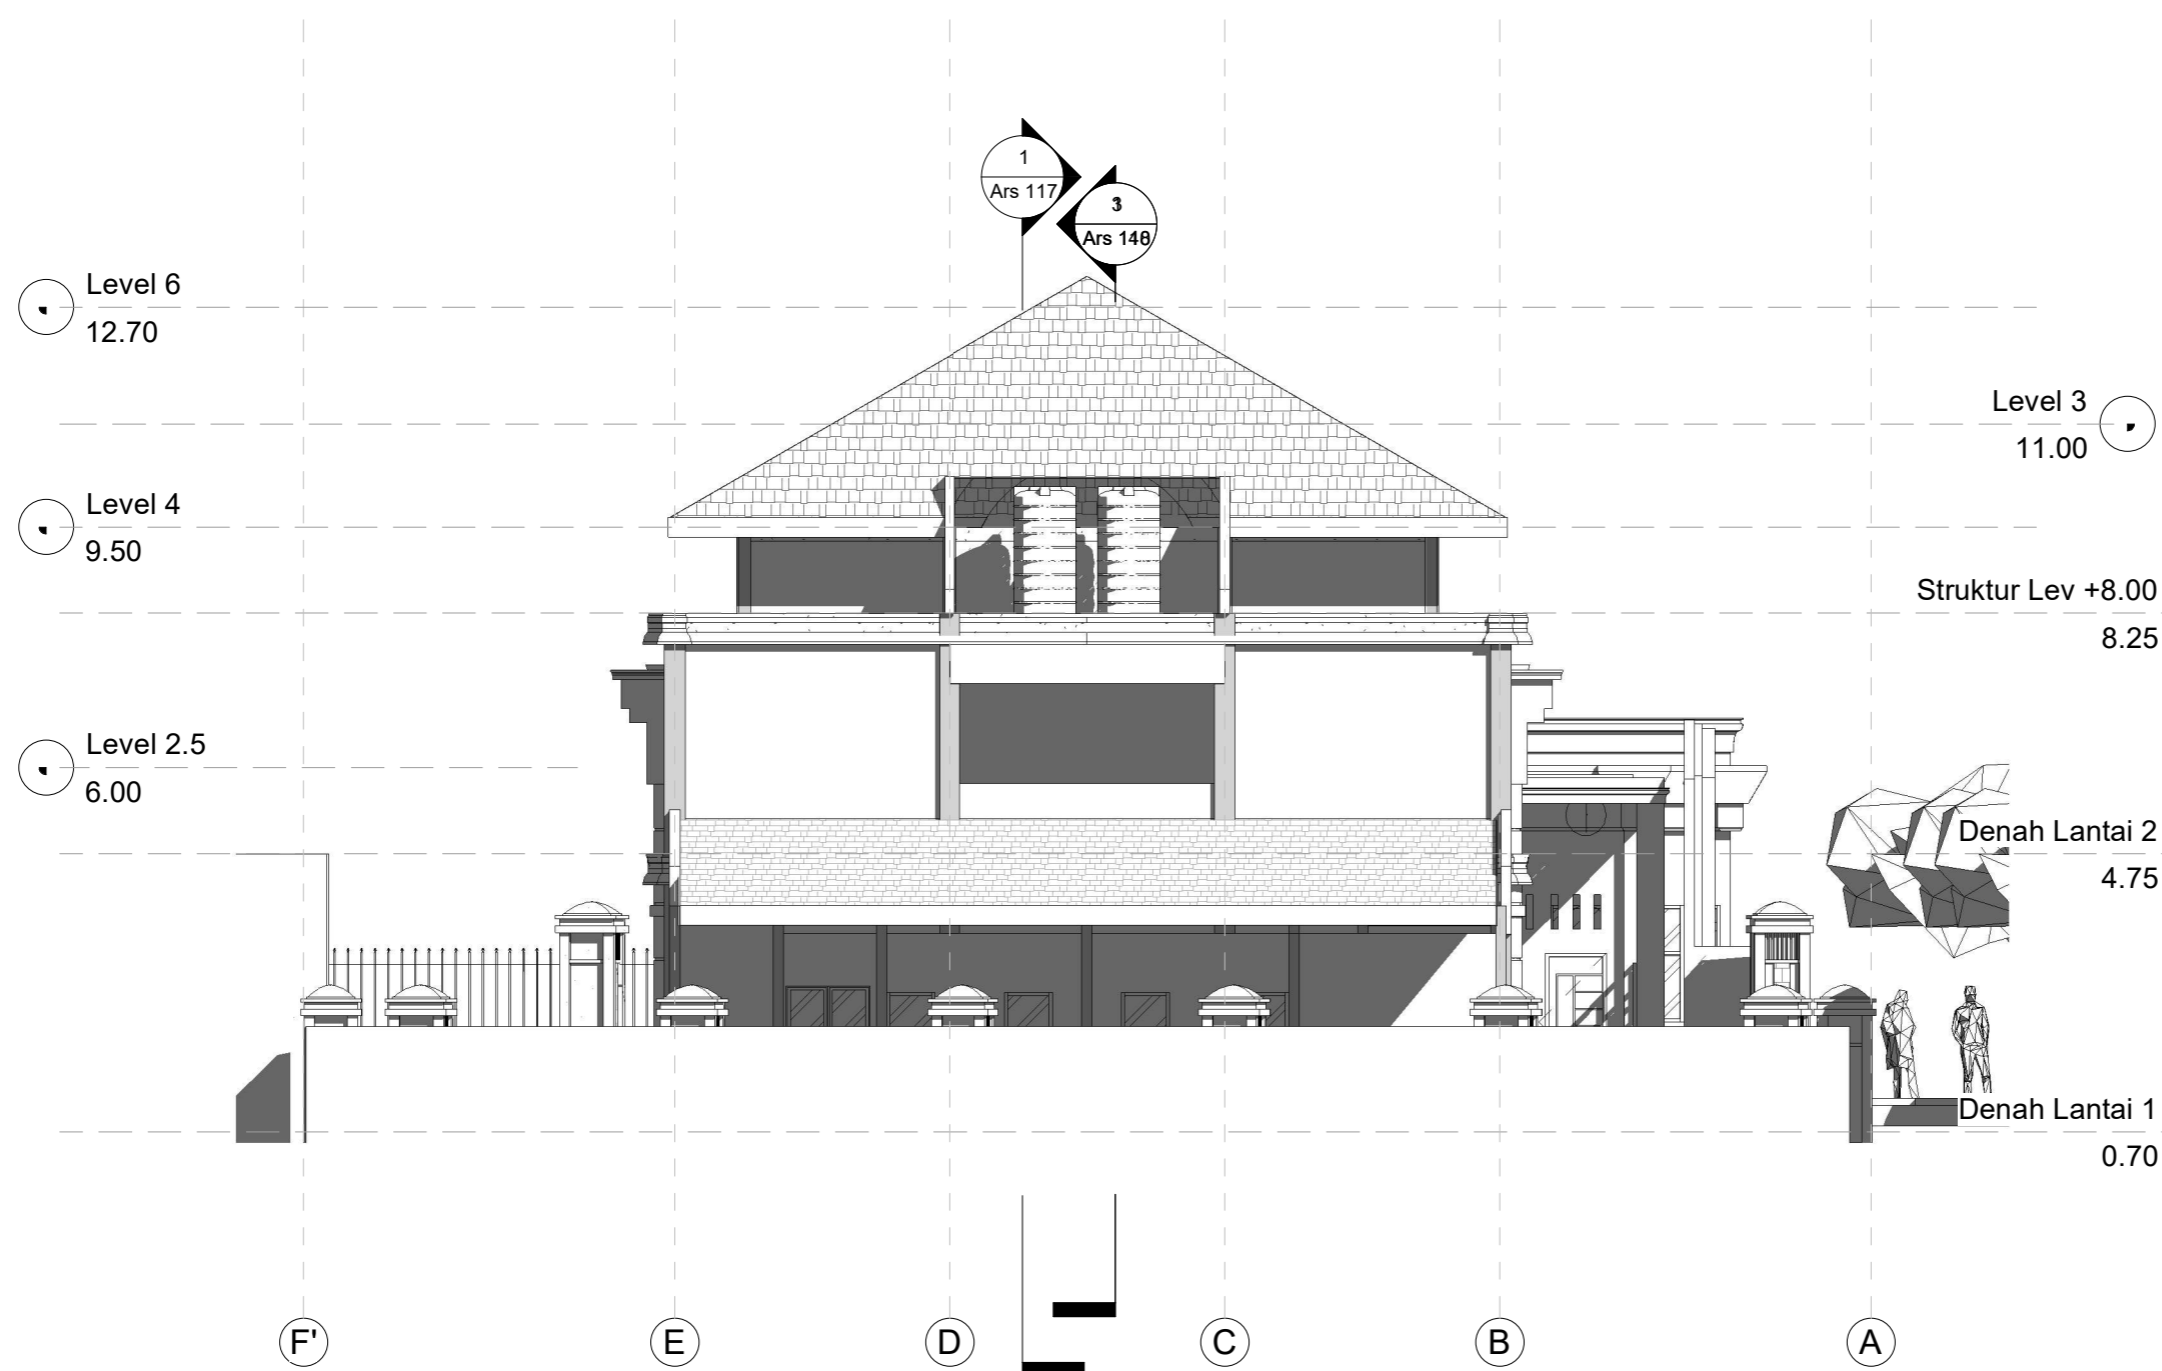 1
Ars 117
3
Level 6
12.70
Level 3
11.00
Level 4
9.50
Struktur Lev +8.00
8.25
Level 2.5
6.00
Denah Lantai 2
4.75
Denah Lantai 1
0.70
F'
E
D
C
B
A